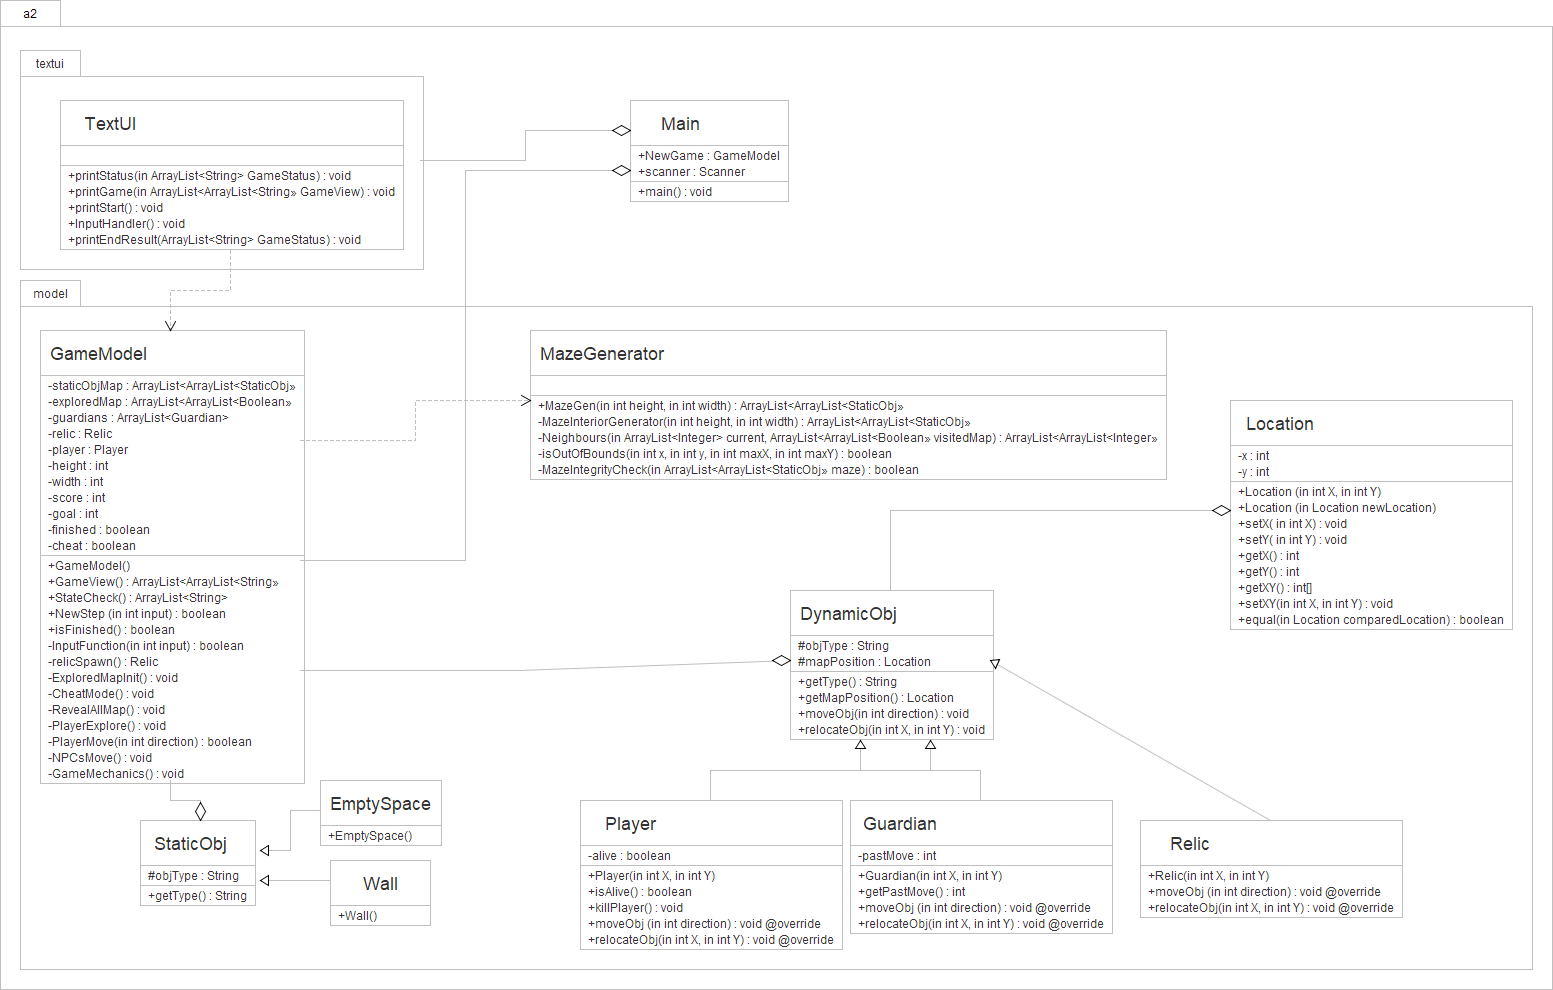 a2
textui
TextUI
+printStatus(in ArrayList<String> GameStatus) : void
+printGame(in ArrayList<ArrayList<String» GameView) : void
+printStart() : void
+InputHandler() : void
+printEndResult(ArrayList<String> GameStatus) : void
Main
+NewGame : GameModel
+scanner : Scanner
+main() : void
model
GameModel
-staticObjMap : ArrayList<ArrayList<StaticObj»
-exploredMap : ArrayList<ArrayList<Boolean»
-guardians : ArrayList<Guardian>
-relic : Relic
-player : Player
-height : int
-width : int
-score : int
-goal : int
-finished : boolean
-cheat : boolean
+GameModel()
+GameView() : ArrayList<ArrayList<String»
+StateCheck() : ArrayList<String>
+NewStep (in int input) : boolean
+isFinished() : boolean
-InputFunction(in int input) : boolean
-relicSpawn() : Relic
-ExploredMapInit() : void
-CheatMode() : void
-RevealAllMap() : void
-PlayerExplore() : void
-PlayerMove(in int direction) : boolean
-NPCsMove() : void
-GameMechanics() : void
MazeGenerator
+MazeGen(in int height, in int width) : ArrayList<ArrayList<StaticObj»
-MazeInteriorGenerator(in int height, in int width) : ArrayList<ArrayList<StaticObj»
-Neighbours(in ArrayList<Integer> current, ArrayList<ArrayList<Boolean» visitedMap) : ArrayList<ArrayList<Integer»
-isOutOfBounds(in int x, in int y, in int maxX, in int maxY) : boolean
-MazeIntegrityCheck(in ArrayList<ArrayList<StaticObj» maze) : boolean
Location
-x : int
-y : int
+Location (in int X, in int Y)
+Location (in Location newLocation)
+setX( in int X) : void
+setY( in int Y) : void
+getX() : int
+getY() : int
+getXY() : int[]
+setXY(in int X, in int Y) : void
+equal(in Location comparedLocation) : boolean
DynamicObj
#objType : String
#mapPosition : Location
+getType() : String
+getMapPosition() : Location
+moveObj(in int direction) : void
+relocateObj(in int X, in int Y) : void
StaticObj
#objType : String
+getType() : String
EmptySpace
+EmptySpace()
Wall
+Wall()
Player
-alive : boolean
+Player(in int X, in int Y)
+isAlive() : boolean
+killPlayer() : void
+moveObj (in int direction) : void @override
+relocateObj(in int X, in int Y) : void @override
Guardian
-pastMove : int
+Guardian(in int X, in int Y)
+getPastMove() : int
+moveObj (in int direction) : void @override
+relocateObj(in int X, in int Y) : void @override
Relic
+Relic(in int X, in int Y)
+moveObj (in int direction) : void @override
+relocateObj(in int X, in int Y) : void @override